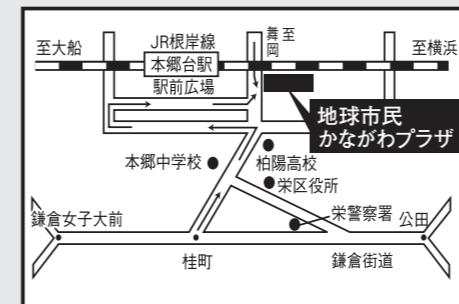 至大船
JR根岸線
舞岡
至
至横浜
本郷台駅
駅前広場
地球市民
かながわプラザ
本郷中学校
柏陽高校
栄区役所
鎌倉女子大前
栄警察署
公田
桂町
鎌倉街道